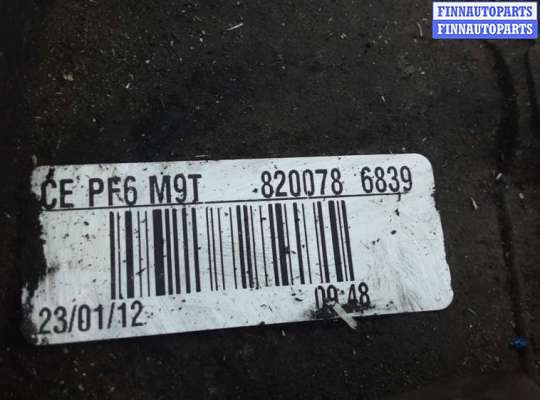 FINNAUTOPARTS
FINNAUTOPARTS
CE PF6 M9T 820078 6839
23/01/12 09:48